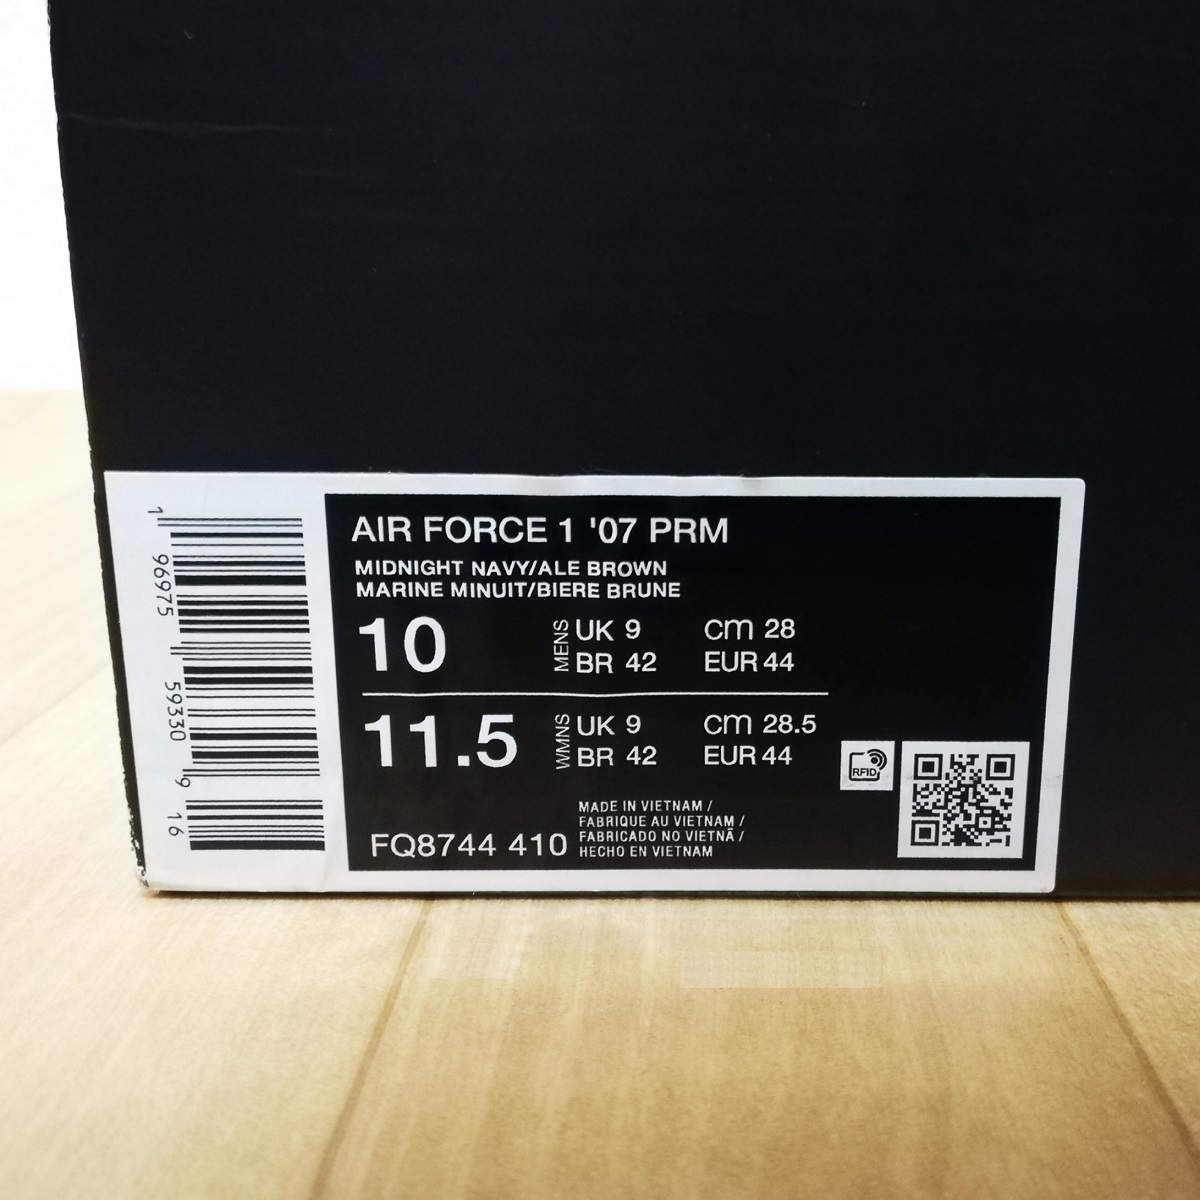 AIR FORCE 1 '07 PRM
MIDNIGHT NAVY/ALE BROWN
MARINE MINUIT/BIERE BRUNE
10 MENS UK 9 cm 28
BR 42 EUR 44
11.5 WMNS UK 9 cm 28.5
BR 42 EUR 44
FQ8744 410
MADE IN VIETNAM /
FABRIQUE AU VIETNAM /
FABRICADO NO VIETNÃ /
HECHO EN VIETNAM
RFID
1 96975 59330 9 16